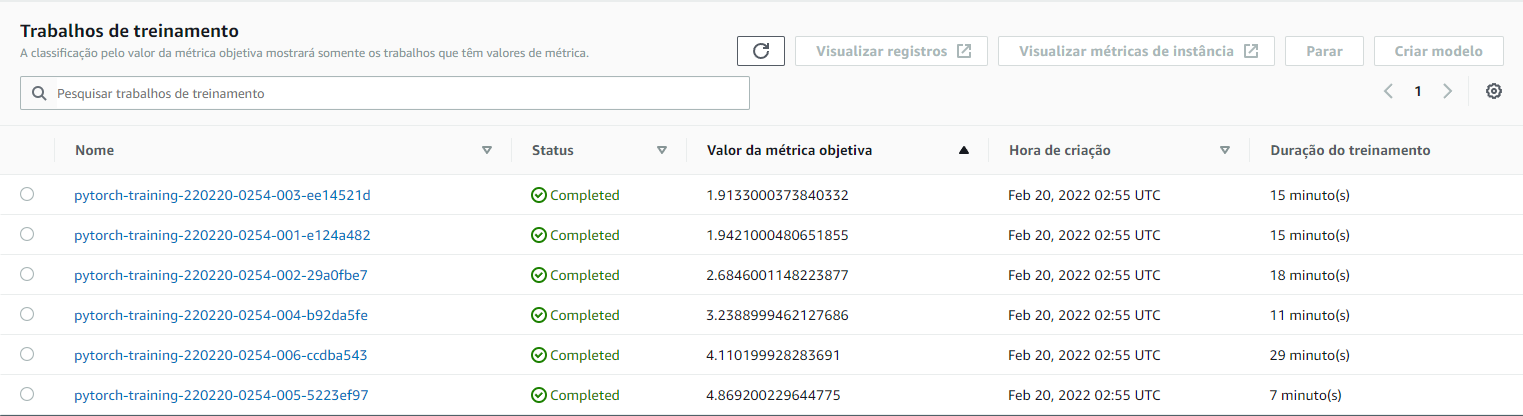 Trabalhos de treinamento
A classificação pelo valor da métrica objetiva mostrará somente os trabalhos que têm valores de métrica.
Visualizar registros Visualizar métricas de instância Parar Criar modelo
Pesquisar trabalhos de treinamento
1
Nome Status Valor da métrica objetiva Hora de criação Duração do treinamento
pytorch-training-220220-0254-003-ee14521d Completed 1.9133000373840332 Feb 20, 2022 02:55 UTC 15 minuto(s)
pytorch-training-220220-0254-001-e124a482 Completed 1.9421000480651855 Feb 20, 2022 02:55 UTC 15 minuto(s)
pytorch-training-220220-0254-002-29a0fbe7 Completed 2.6846001148223877 Feb 20, 2022 02:55 UTC 18 minuto(s)
pytorch-training-220220-0254-004-b92da5fe Completed 3.2388999462127686 Feb 20, 2022 02:55 UTC 11 minuto(s)
pytorch-training-220220-0254-006-ccdba543 Completed 4.110199928283691 Feb 20, 2022 02:55 UTC 29 minuto(s)
pytorch-training-220220-0254-005-5223ef97 Completed 4.869200229644775 Feb 20, 2022 02:55 UTC 7 minuto(s)